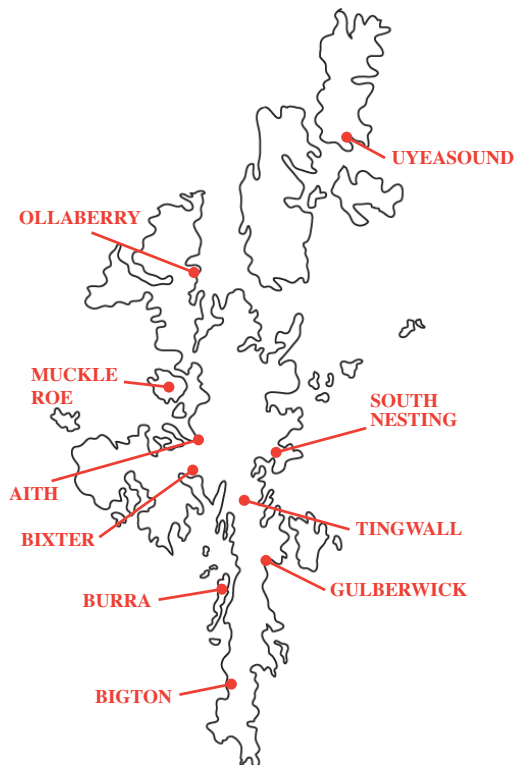 UYEASOUND
OLLABERRY
MUCKLE
ROE
SOUTH
NESTING
AITH
BIXTER
TINGWALL
GULBERWICK
BURRA
BIGTON